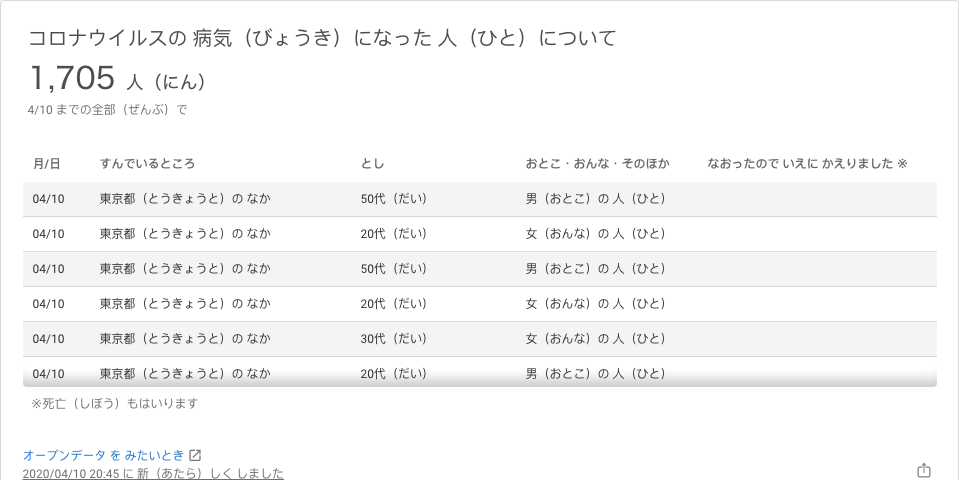 コロナウイルスの 病気（びょうき）になった 人（ひと）について
1,705 人（にん）
4/10 までの全部（ぜんぶ）で
月/日 すんでいるところ とし おとこ・おんな・そのほか なおったので いえに かえりました ※
04/10 東京都（とうきょうと）の なか 50代（だい） 男（おとこ）の 人（ひと）
04/10 東京都（とうきょうと）の なか 20代（だい） 女（おんな）の 人（ひと）
04/10 東京都（とうきょうと）の なか 50代（だい） 男（おとこ）の 人（ひと）
04/10 東京都（とうきょうと）の なか 20代（だい） 女（おんな）の 人（ひと）
04/10 東京都（とうきょうと）の なか 30代（だい） 女（おんな）の 人（ひと）
04/10 東京都（とうきょうと）の なか 20代（だい） 男（おとこ）の 人（ひと）
※死亡（しぼう）もはいります
オープンデータ を みたいとき
2020/04/10 20:45 に 新（あたら）しく しました